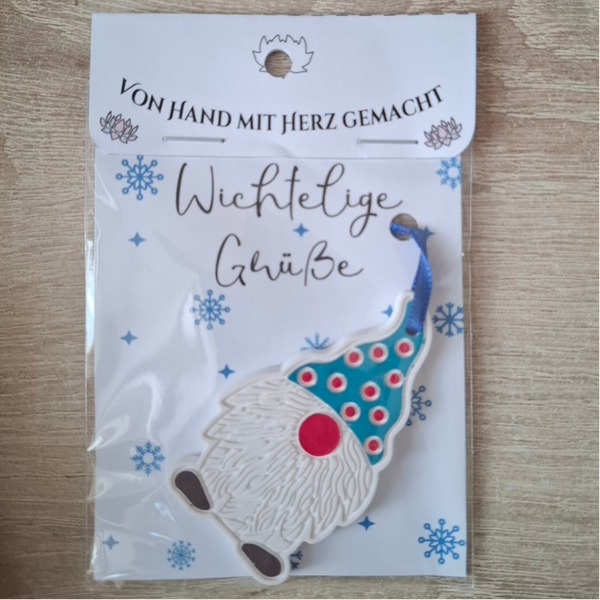 VON HAND MIT HERZ GEMACHT
Wichtelige
Grüße